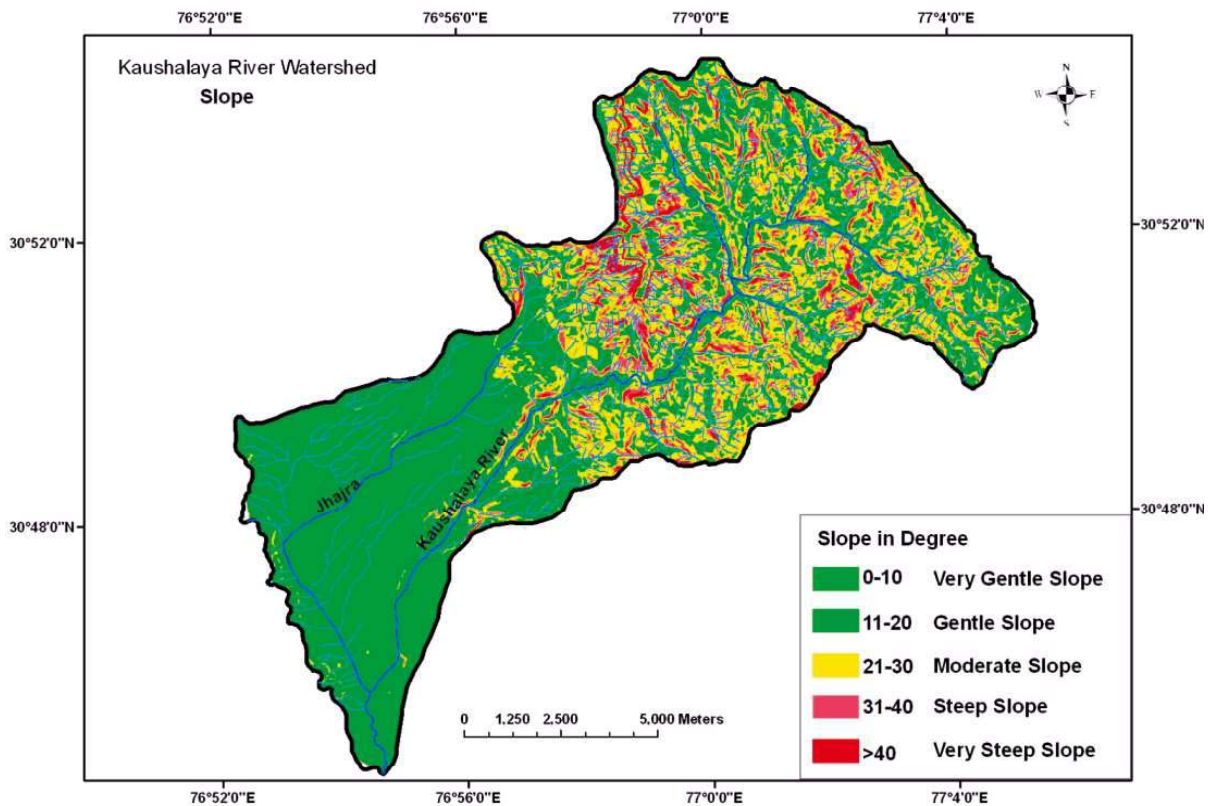 76°52'0"E 76°56'0"E 77°0'0"E 77°4'0"E
Kaushalaya River Watershed
Slope
N
W E
S
30°52'0"N 30°52'0"N
Jhajra
Kaushalaya River
30°48'0"N 30°48'0"N
Slope in Degree
0-10 Very Gentle Slope
11-20 Gentle Slope
21-30 Moderate Slope
31-40 Steep Slope
>40 Very Steep Slope
0 1,250 2,500 5,000 Meters
76°52'0"E 76°56'0"E 77°0'0"E 77°4'0"E